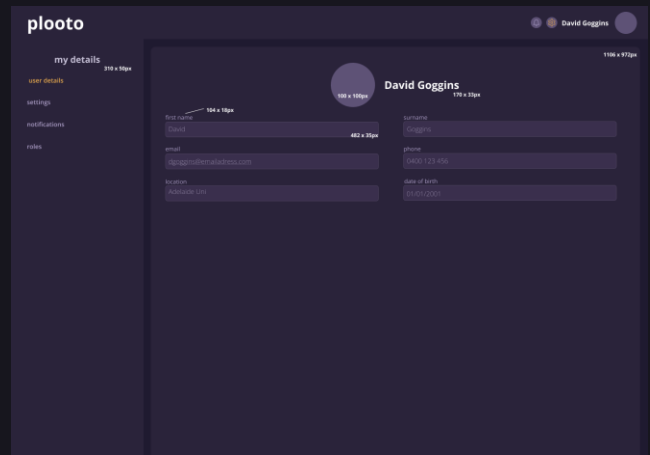 plooto
David Goggins
my details
310 x 50px
user details
settings
notifications
roles
1106 x 972px
100 x 100px
David Goggins
170 x 33px
first name
104 x 18px
David
482 x 35px
surname
Goggins
email
dgoggins@emailadress.com
phone
0400 123 456
location
Adelaide Uni
date of birth
01/01/2001